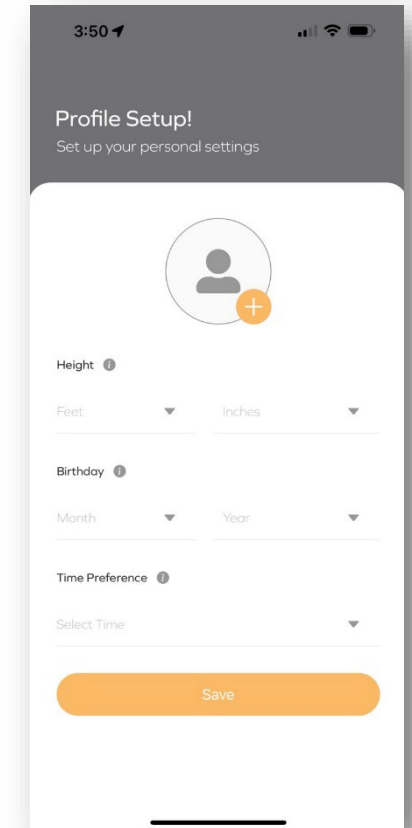 3:50
Profile Setup!
Set up your personal settings
Height
Feet Inches
Birthday
Month Year
Time Preference
Select Time
Save